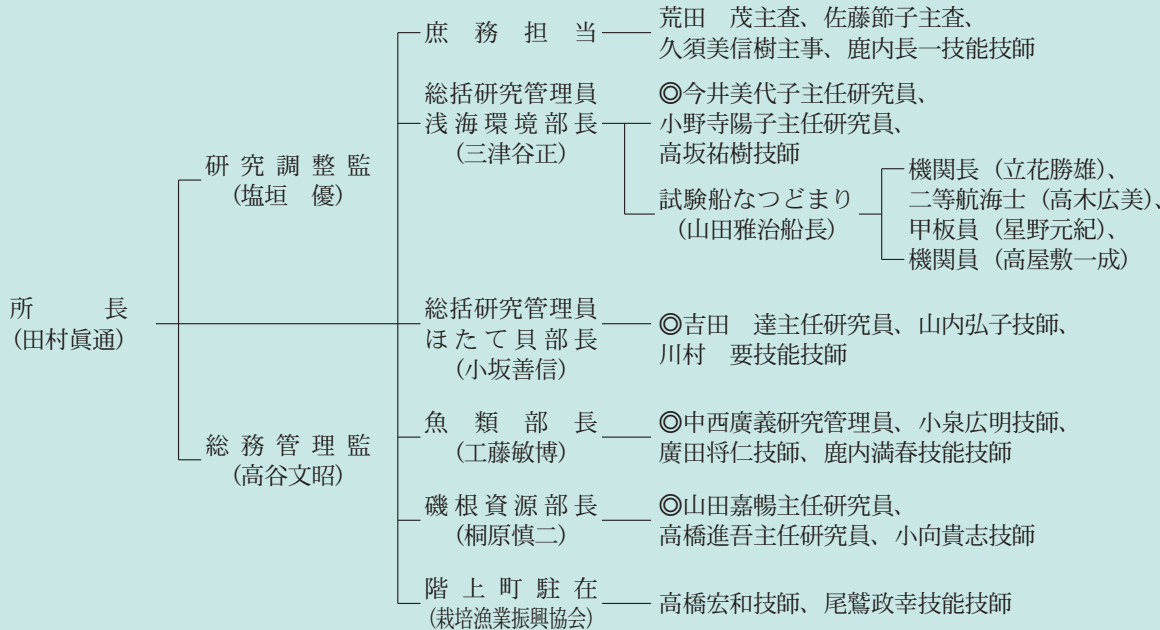 所長
(田村眞通)
研究調整監
(塩垣　優)
総務管理監
(高谷文昭)
庶務担当
荒田　茂主査、佐藤節子主査、
久須美信樹主事、鹿内長一技能技師
総括研究管理員
浅海環境部長
(三津谷正)
◎今井美代子主任研究員、
小野寺陽子主任研究員、
高坂祐樹技師
試験船なつどまり
(山田雅治船長)
機関長（立花勝雄）、
二等航海士（高木広美）、
甲板員（星野元紀）、
機関員（高屋敷一成）
総括研究管理員
ほたて貝部長
(小坂善信)
◎吉田　達主任研究員、山内弘子技師、
川村　要技能技師
魚類部長
(工藤敏博)
◎中西廣義研究管理員、小泉広明技師、
廣田将仁技師、鹿内満春技能技師
磯根資源部長
(桐原慎二)
◎山田嘉暢主任研究員、
高橋進吾主任研究員、小向貴志技師
階上町駐在
(栽培漁業振興協会)
高橋宏和技師、尾鷲政幸技能技師